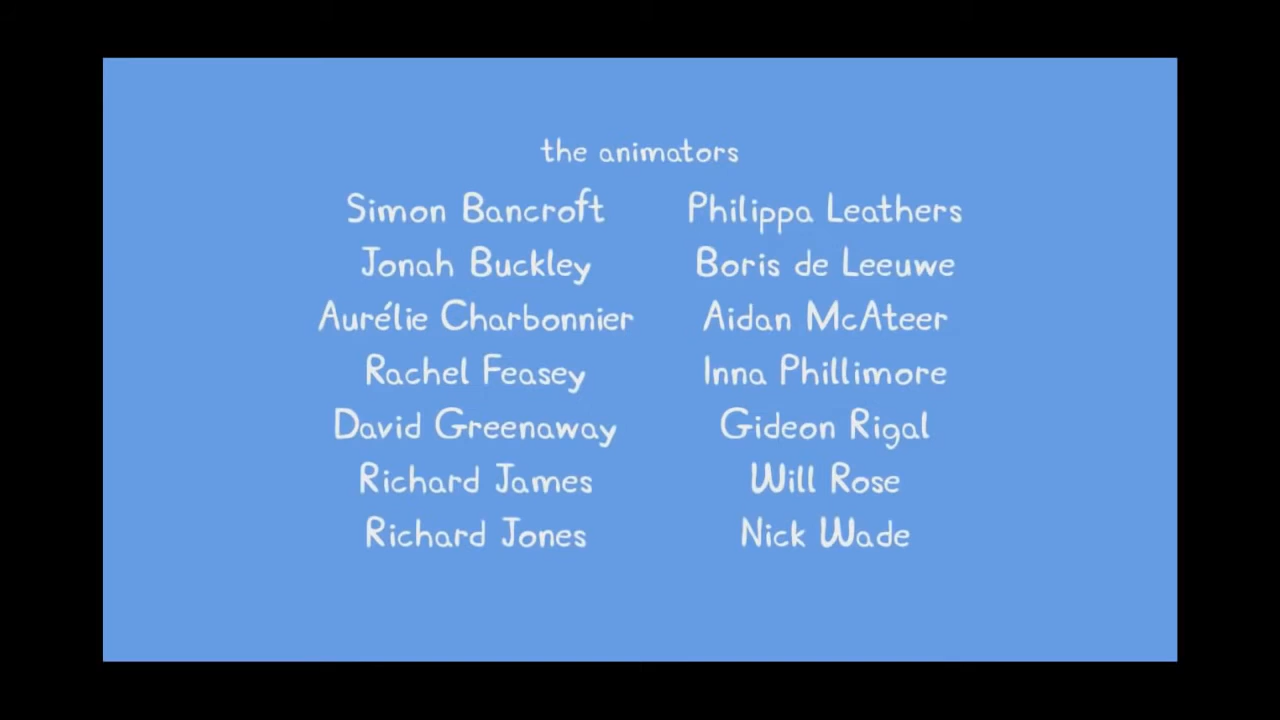 the animators
Simon Bancroft
Jonah Buckley
Aurélie Charbonnier
Rachel Feasey
David Greenaway
Richard James
Richard Jones
Philippa Leathers
Boris de Leeuwe
Aidan McAteer
Inna Phillimore
Gideon Rigal
Will Rose
Nick Wade